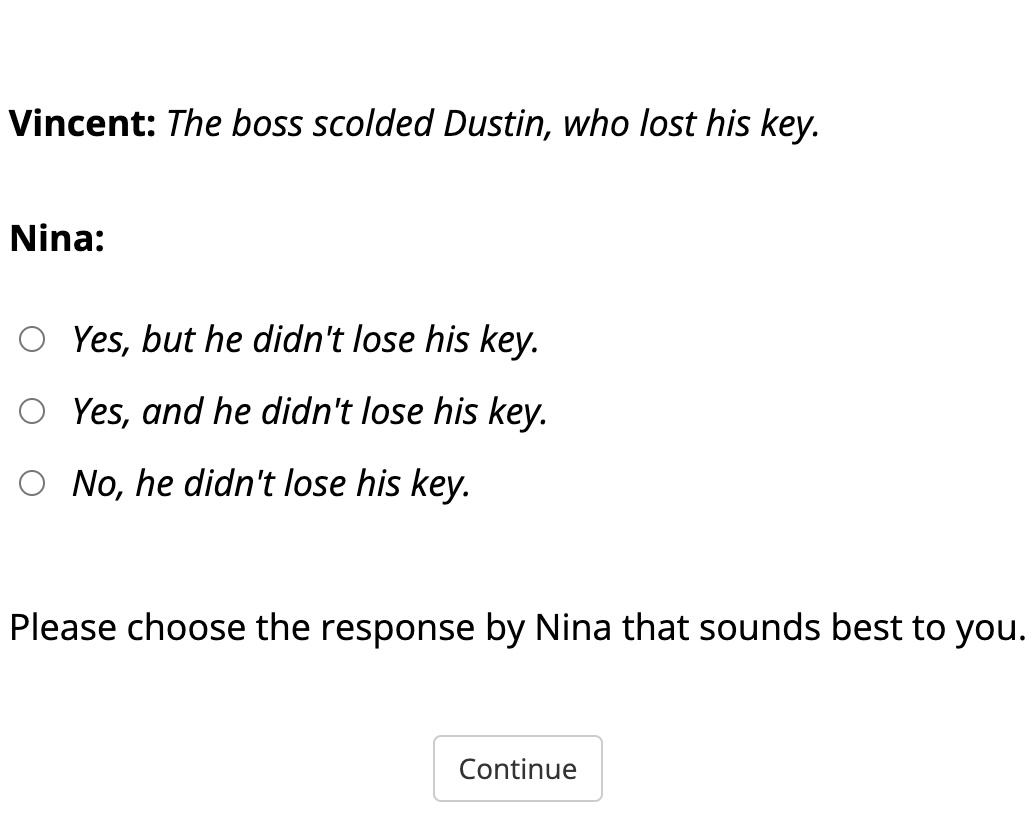 Vincent: The boss scolded Dustin, who lost his key.
Nina:
Yes, but he didn't lose his key.
Yes, and he didn't lose his key.
No, he didn't lose his key.
Please choose the response by Nina that sounds best to you.
Continue